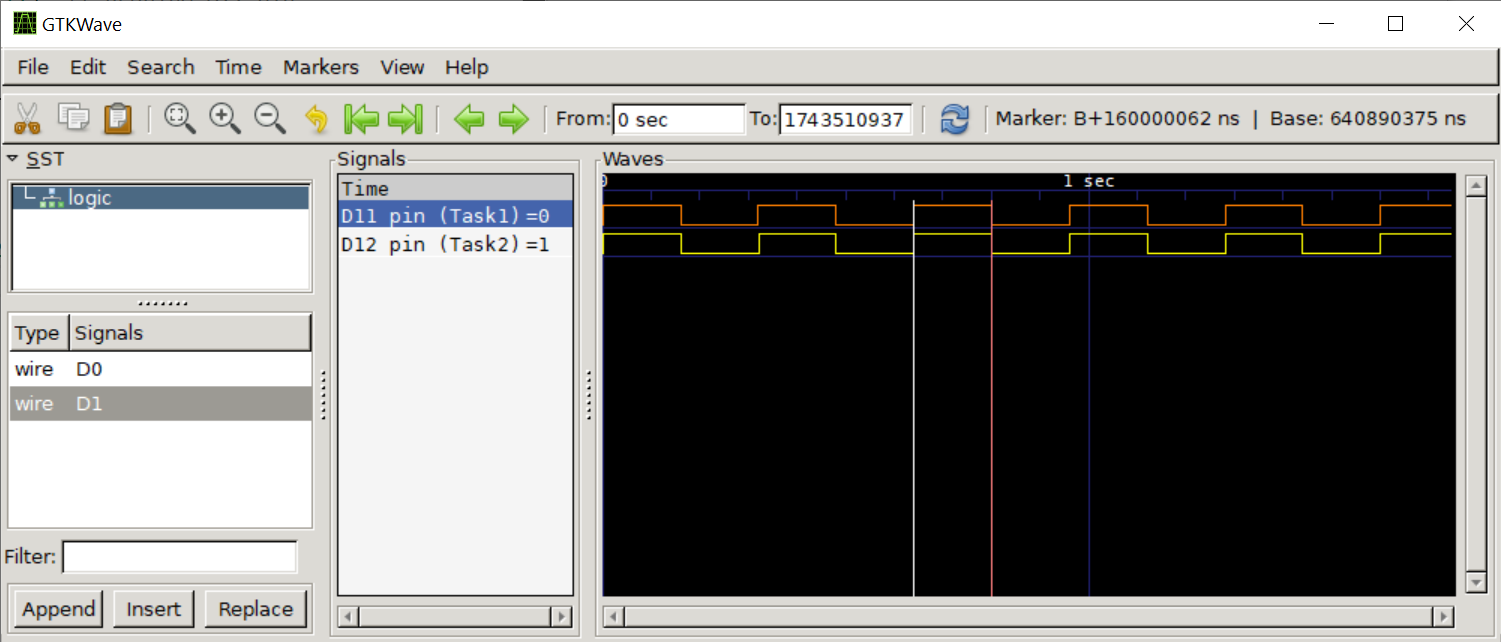 GTKWave
File Edit Search Time Markers View Help
From: 0 sec To: 1743510937 Marker: B+160000062 ns | Base: 640890375 ns
SST
logic
Type Signals
wire D0
wire D1
Filter:
Append Insert Replace
Signals
Time
D11 pin (Task1)=0
D12 pin (Task2)=1
Waves
0 1 sec